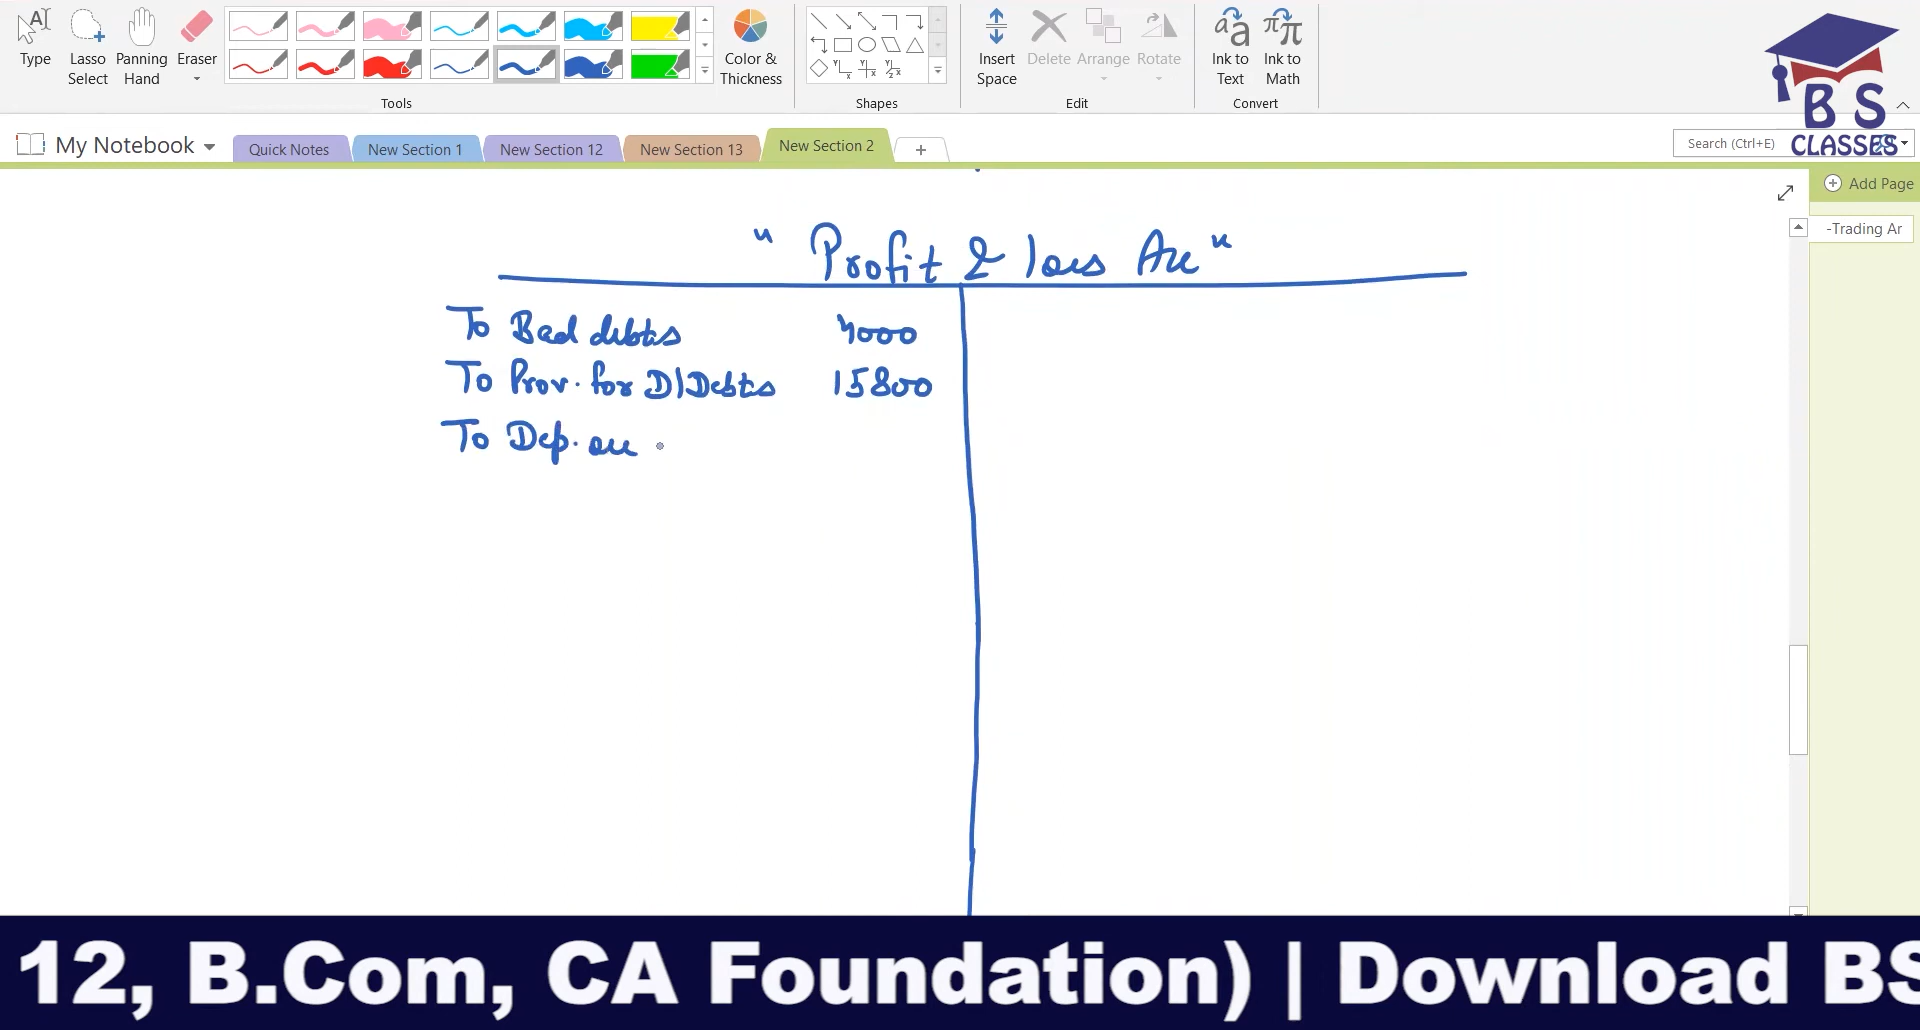 Type
Lasso Select
Panning Hand
Eraser
Color & Thickness
Insert Space
Delete
Arrange
Rotate
Ink to Text
Ink to Math
Tools
Shapes
Edit
Convert
BS
CLASSES
My Notebook
Quick Notes
New Section 1
New Section 12
New Section 13
New Section 2
Search (Ctrl+E)
Add Page
-Trading Ar
" Profit & loss A/c "
To Bad debts 4000
To Prov. for D/Debts 15800
To Dep. on
12, B.Com, CA Foundation) | Download BS